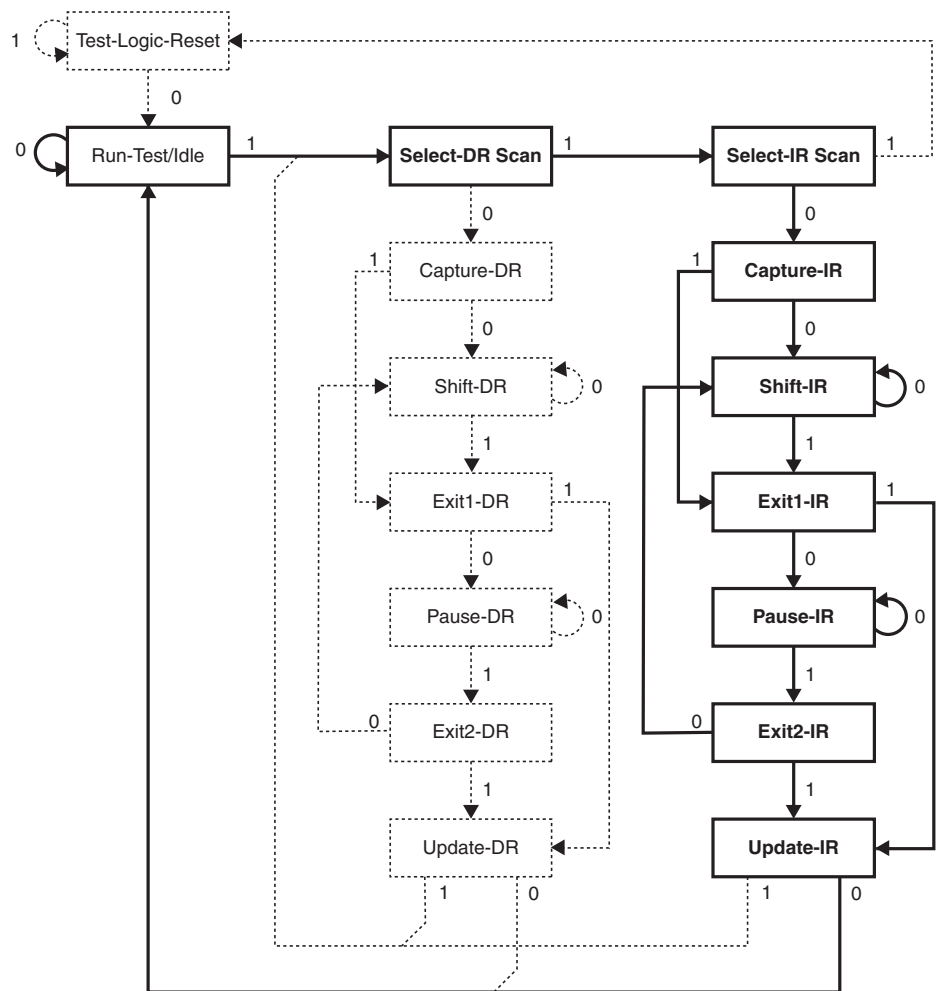 Test-Logic-Reset
1
0
Run-Test/Idle
0
1
Select-DR Scan
1
Select-IR Scan
1
0
0
Capture-DR
1
Capture-IR
1
0
0
Shift-DR
0
Shift-IR
0
1
1
Exit1-DR
1
Exit1-IR
1
0
0
Pause-DR
0
Pause-IR
0
1
1
Exit2-DR
0
Exit2-IR
0
1
1
Update-DR
Update-IR
1
0
1
0